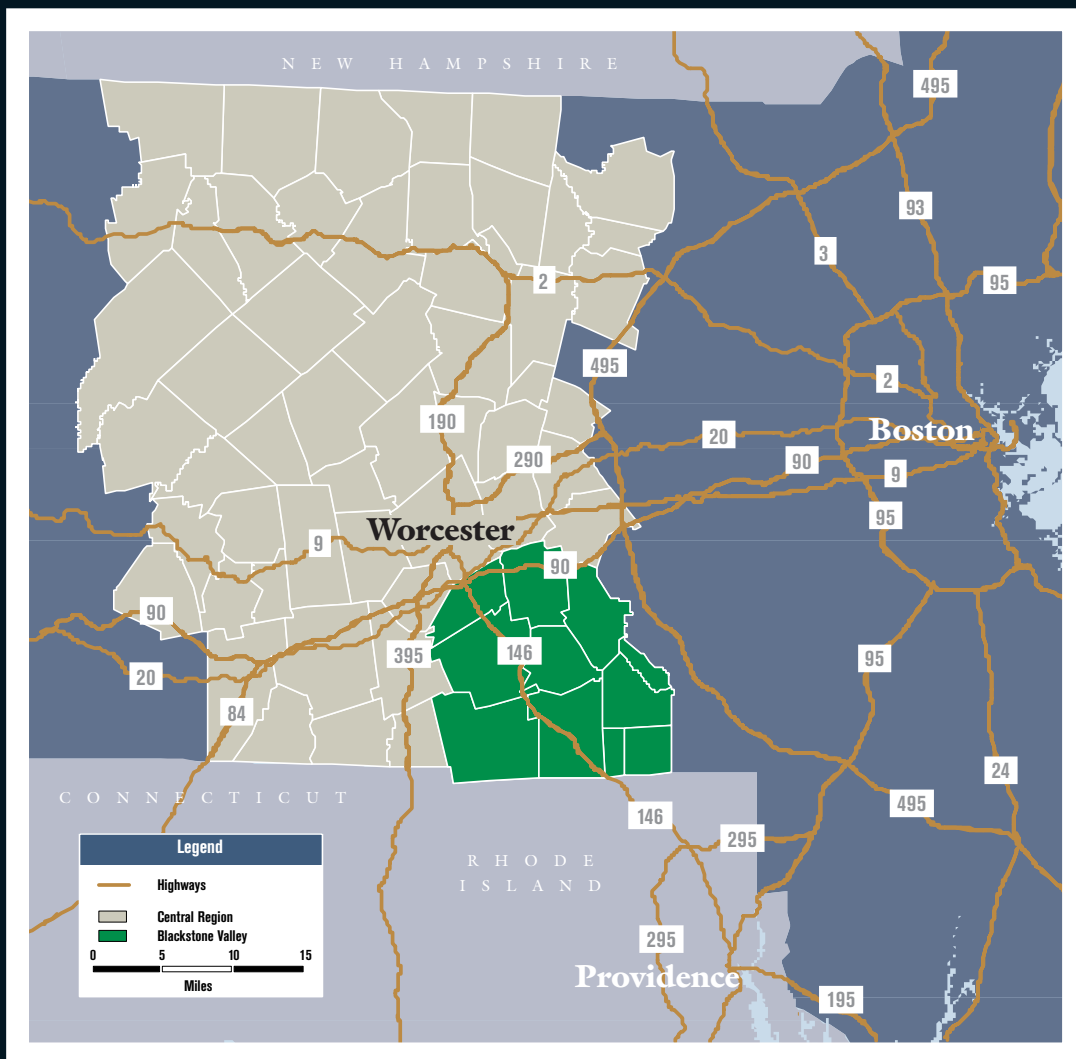 NEW HAMPSHIRE
495
93
3
95
2
495
2
190
Boston
20
290
90
9
95
Worcester
9
90
90
146
395
95
20
84
24
CONNECTICUT
495
146
295
RHODE
ISLAND
295
Providence
195
Legend
Highways
Central Region
Blackstone Valley
0 5 10 15
Miles